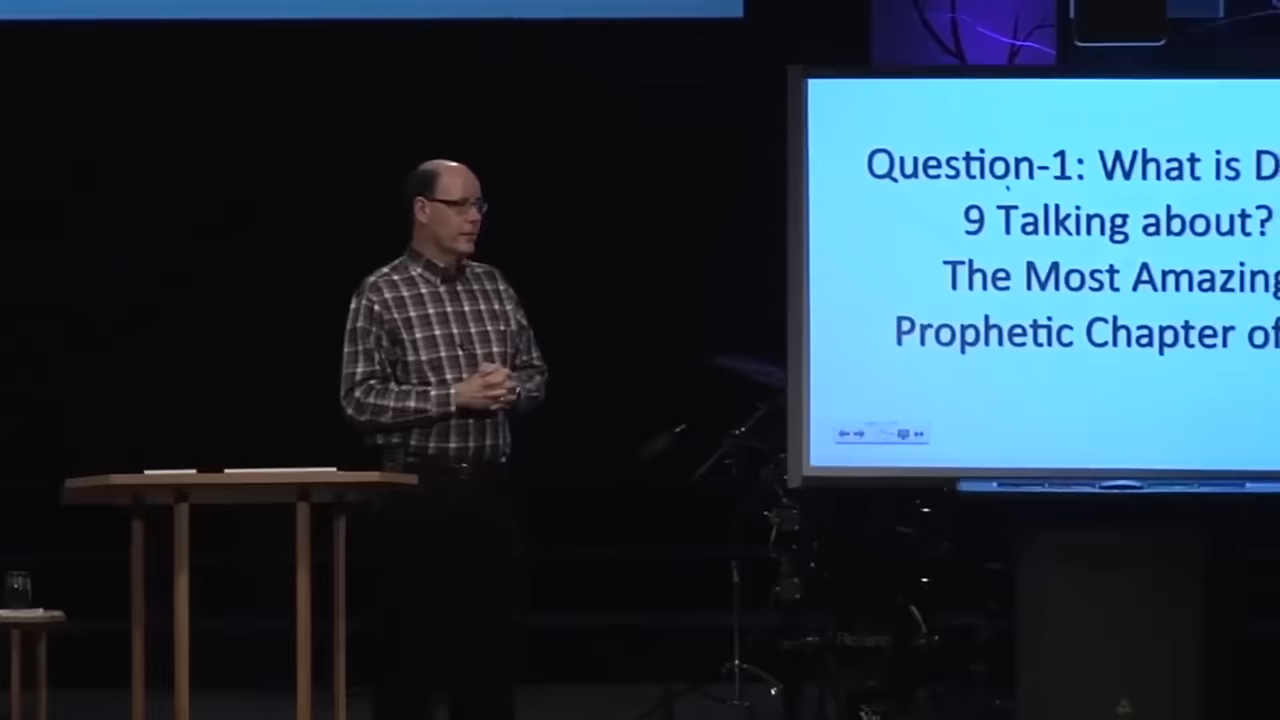 Question-1: What is D
9 Talking about?
The Most Amazing
Prophetic Chapter of